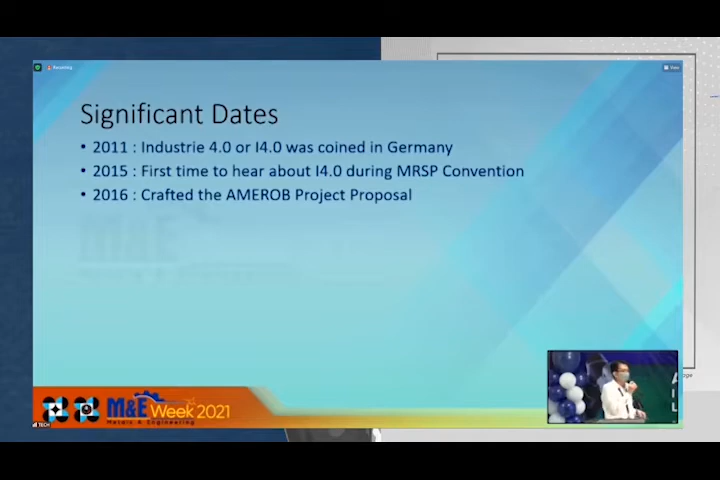 Significant Dates
• 2011 : Industrie 4.0 or I4.0 was coined in Germany
• 2015 : First time to hear about I4.0 during MRSP Convention
• 2016 : Crafted the AMEROB Project Proposal
M&E Week 2021
Metals & Engineering
TECH